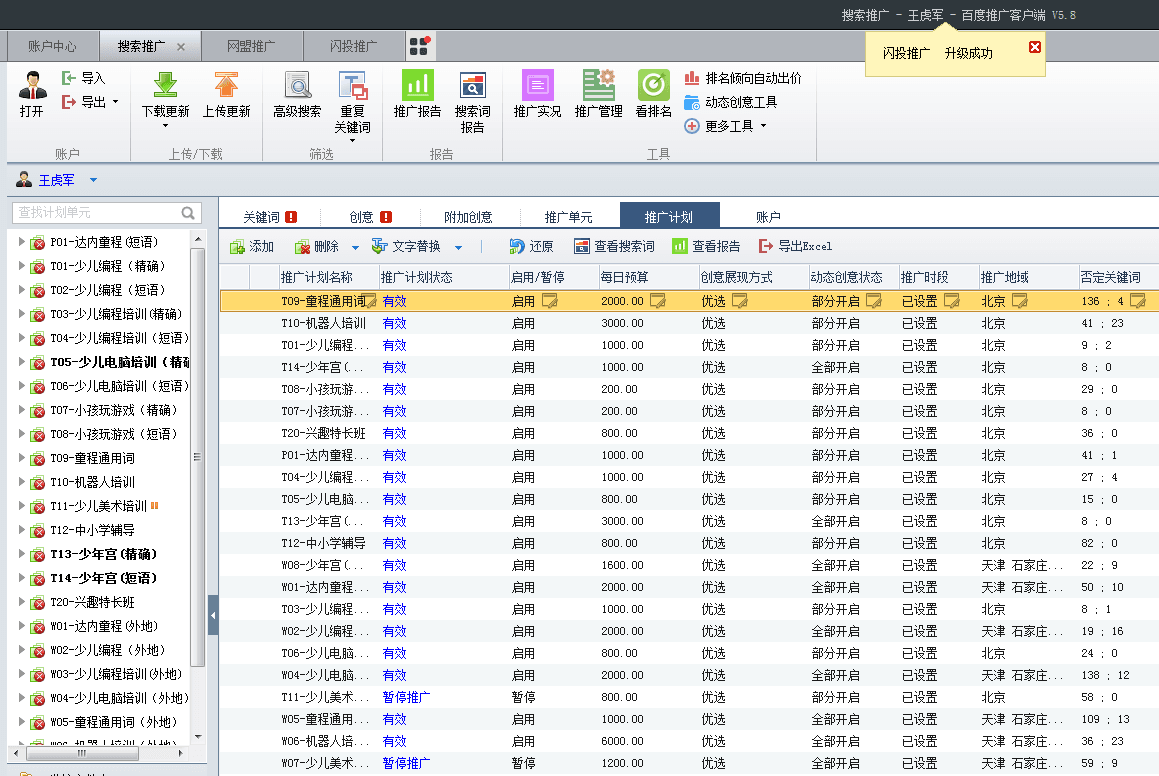 搜索推广 - 王虎军 - 百度推广客户端 V5.8
账户中心 搜索推广 网盟推广 闪投推广
闪投推广 升级成功
打开 导入 导出 下载更新 上传更新 高级搜索 重复关键词 推广报告 搜索词报告 推广实况 推广管理 看排名 排名倾向自动出价
动态创意工具
更多工具
账户 上传/下载 筛选 报告 工具
王虎军
查找计划单元
P01-达内童程(短语)
T01-少儿编程（精确）
T02-少儿编程（短语）
T03-少儿编程培训(精确)
T04-少儿编程培训（短语）
T05-少儿电脑培训（精确
T06-少儿电脑培训（短语）
T07-小孩玩游戏（精确）
T08-小孩玩游戏（短语）
T09-童程通用词
T10-机器人培训
T11-少儿美术培训
T12-中小学辅导
T13-少年宫(精确)
T14-少年宫(短语)
T20-兴趣特长班
W01-达内童程(外地)
W02-少儿编程（外地）
W03-少儿编程培训(外地)
W04-少儿电脑培训（外地）
W05-童程通用词（外地）
关键词 创意 附加创意 推广单元 推广计划 账户
添加 删除 文字替换 还原 查看搜索词 查看报告 导出Excel
推广计划名称 推广计划状态 启用/暂停 每日预算 创意展现方式 动态创意状态 推广时段 推广地域 否定关键词
T09-童程通用词 有效 启用 2000.00 优选 部分开启 已设置 北京 136 ; 4
T10-机器人培训 有效 启用 3000.00 优选 部分开启 已设置 北京 41 ; 23
T01-少儿编程... 有效 启用 1000.00 优选 部分开启 已设置 北京 9 ; 2
T14-少年宫(... 有效 启用 1000.00 优选 全部开启 已设置 北京 8 ; 0
T08-小孩玩游... 有效 启用 200.00 优选 部分开启 已设置 北京 29 ; 0
T07-小孩玩游... 有效 启用 200.00 优选 部分开启 已设置 北京 8 ; 0
T20-兴趣特长班 有效 启用 800.00 优选 部分开启 已设置 北京 36 ; 0
P01-达内童程... 有效 启用 1000.00 优选 部分开启 已设置 北京 41 ; 1
T04-少儿编程... 有效 启用 1000.00 优选 部分开启 已设置 北京 27 ; 4
T05-少儿电脑... 有效 启用 800.00 优选 部分开启 已设置 北京 15 ; 0
T13-少年宫(... 有效 启用 3000.00 优选 全部开启 已设置 北京 8 ; 0
T12-中小学辅导 有效 启用 800.00 优选 全部开启 已设置 北京 82 ; 0
W08-少年宫(... 有效 启用 1600.00 优选 全部开启 已设置 天津 石家庄... 22 ; 9
W01-达内童程... 有效 启用 2000.00 优选 全部开启 已设置 天津 石家庄... 50 ; 10
T03-少儿编程... 有效 启用 1000.00 优选 全部开启 已设置 北京 8 ; 1
W02-少儿编程... 有效 启用 2000.00 优选 全部开启 已设置 天津 石家庄... 19 ; 16
T06-少儿电脑... 有效 启用 800.00 优选 全部开启 已设置 北京 24 ; 0
W04-少儿电脑... 有效 启用 2000.00 优选 全部开启 已设置 天津 石家庄... 138 ; 12
T11-少儿美术... 暂停推广 暂停 800.00 优选 部分开启 已设置 北京 58 ; 0
W05-童程通用... 有效 启用 1000.00 优选 全部开启 已设置 天津 石家庄... 109 ; 13
W06-机器人培... 有效 启用 6000.00 优选 全部开启 已设置 天津 石家庄... 36 ; 23
W07-少儿美术... 暂停推广 暂停 1200.00 优选 全部开启 已设置 天津 石家庄... 59 ; 9